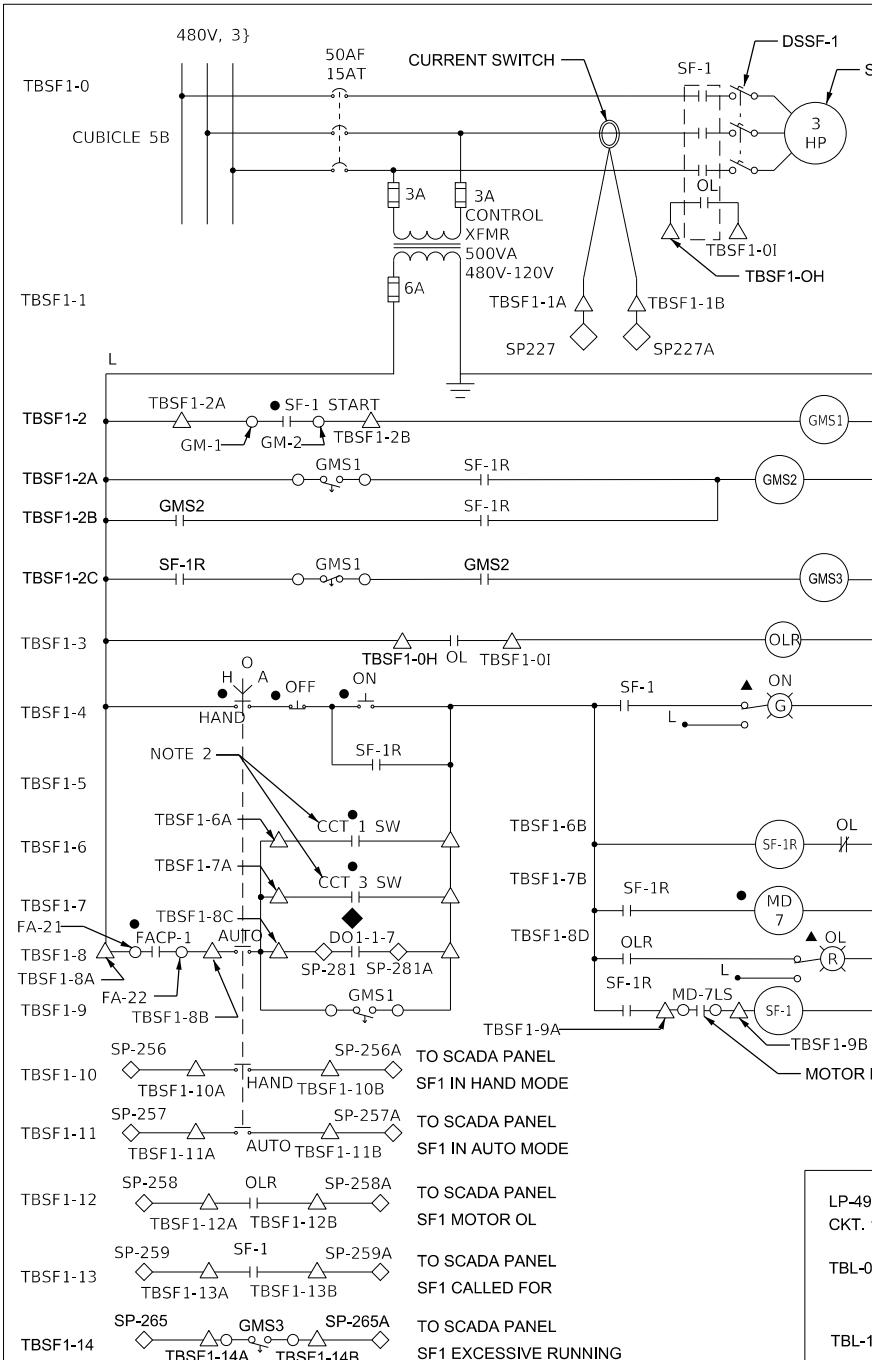 480V, 3}
50AF
15AT
CURRENT SWITCH
SF-1
DSSF-1
S
TBSF1-0
CUBICLE 5B
3
HP
3A
3A
OL
CONTROL
XFMR
500VA
480V-120V
TBSF1-0I
TBSF1-OH
6A
TBSF1-1
TBSF1-1A
TBSF1-1B
SP227
SP227A
L
TBSF1-2
TBSF1-2A
SF-1 START
GM-1
GM-2
TBSF1-2B
GMS1
TBSF1-2A
GMS1
SF-1R
GMS2
TBSF1-2B
GMS2
SF-1R
TBSF1-2C
SF-1R
GMS1
GMS2
GMS3
TBSF1-3
TBSF1-0H
OL
TBSF1-0I
OLR
TBSF1-4
H
O
A
HAND
OFF
ON
SF-1
L
ON
G
SF-1R
NOTE 2
TBSF1-5
TBSF1-6A
CCT 1 SW
TBSF1-6
TBSF1-6B
SF-1R
OL
TBSF1-7A
CCT 3 SW
TBSF1-7
TBSF1-7B
SF-1R
MD
7
FA-21
FACP-1
TBSF1-8C
TBSF1-8
AUTO
DO1-1-7
TBSF1-8D
OLR
OL
R
L
TBSF1-8A
FA-22
TBSF1-8B
SP-281
SP-281A
TBSF1-9
GMS1
SF-1R
MD-7LS
SF-1
TBSF1-9A
TBSF1-9B
MOTOR
TBSF1-10
SP-256
SP-256A
TBSF1-10A
HAND
TBSF1-10B
TO SCADA PANEL
SF1 IN HAND MODE
TBSF1-11
SP-257
SP-257A
TBSF1-11A
AUTO
TBSF1-11B
TO SCADA PANEL
SF1 IN AUTO MODE
TBSF1-12
SP-258
OLR
SP-258A
TBSF1-12A
TBSF1-12B
TO SCADA PANEL
SF1 MOTOR OL
TBSF1-13
SP-259
SF-1
SP-259A
TBSF1-13A
TBSF1-13B
TO SCADA PANEL
SF1 CALLED FOR
TBSF1-14
SP-265
GMS3
SP-265A
TBSF1-14A
TBSF1-14B
TO SCADA PANEL
SF1 EXCESSIVE RUNNING
LP-49
CKT.
TBL-0
TBL-1